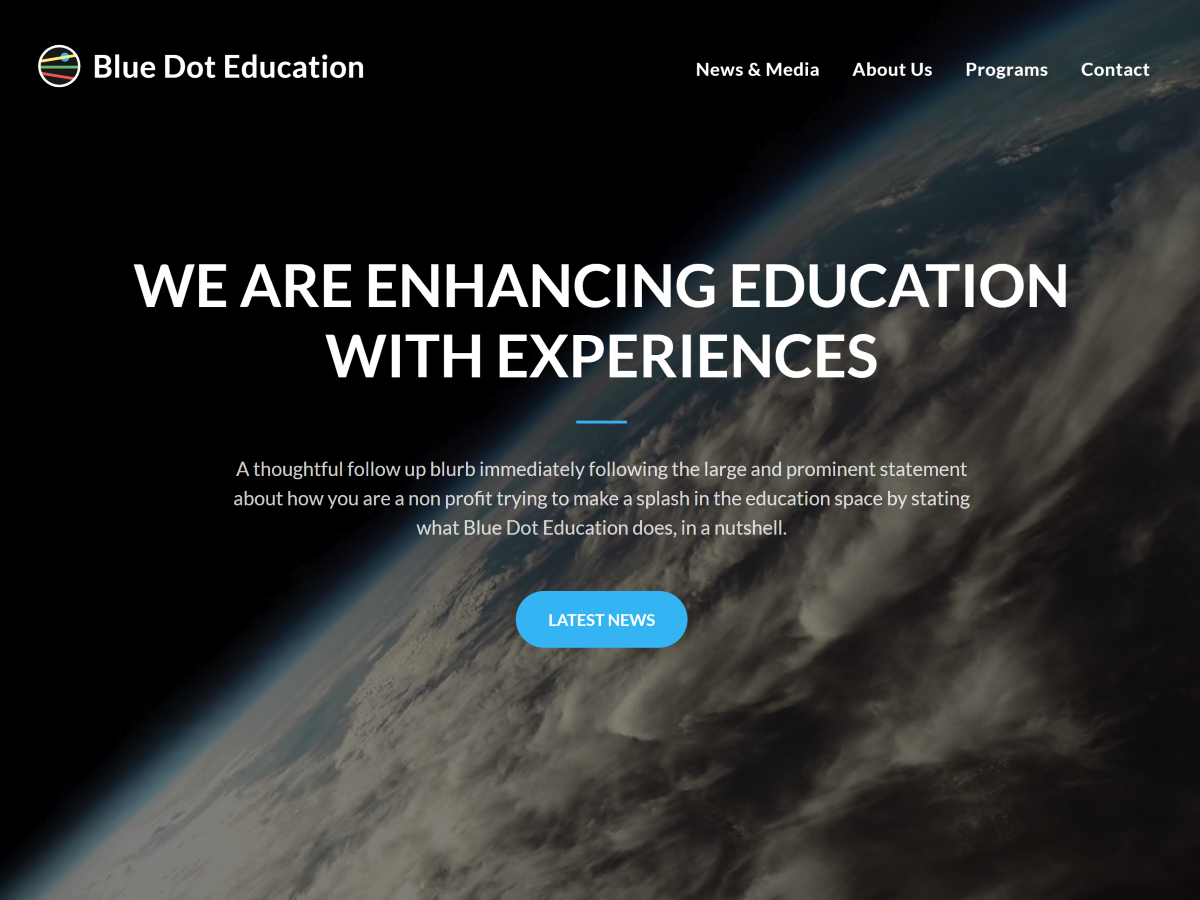 Blue Dot Education
News & Media About Us Programs Contact
WE ARE ENHANCING EDUCATION
WITH EXPERIENCES
A thoughtful follow up blurb immediately following the large and prominent statement
about how you are a non profit trying to make a splash in the education space by stating
what Blue Dot Education does, in a nutshell.
LATEST NEWS